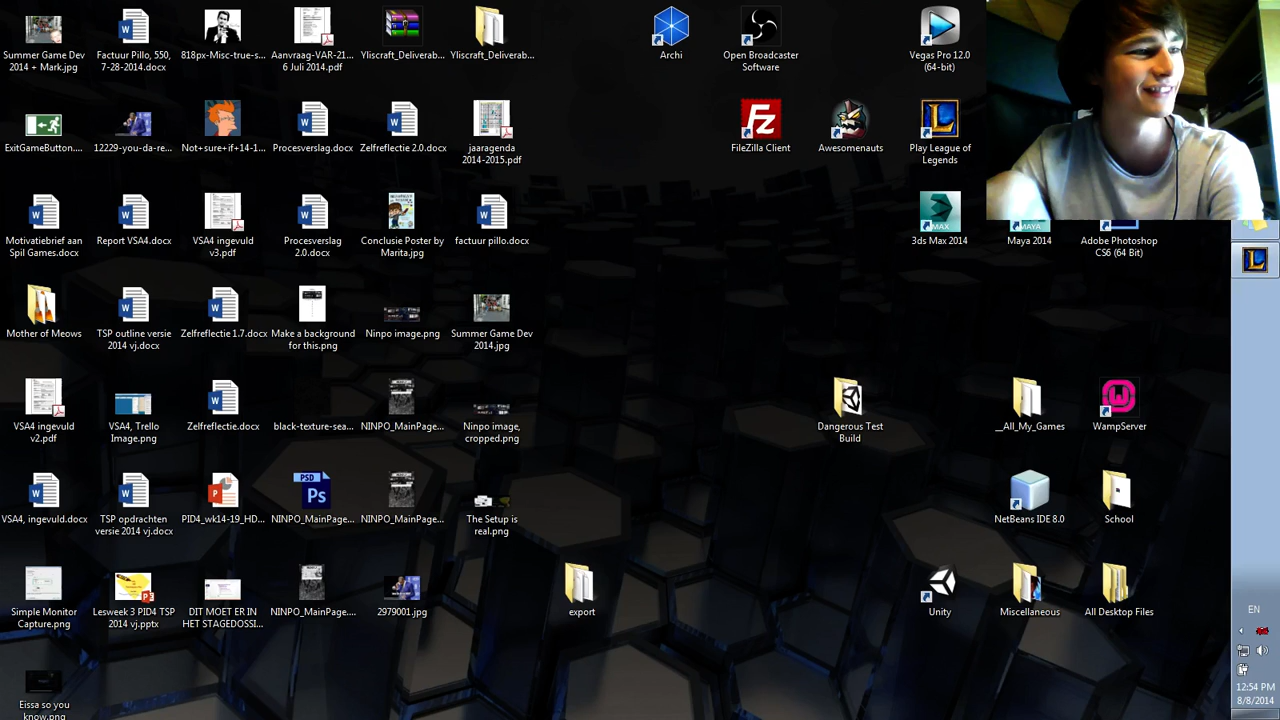 Summer Game Dev
2014 + Mark.jpg
Factuur Pillo, 550,
7-28-2014.docx
818px-Misc-true-s...
Aanvraag-VAR-21...
6 Juli 2014.pdf
Yliscraft_Deliverab...
Yliscraft_Deliverab...
Archi
Open Broadcaster
Software
Vegas Pro 12.0
(64-bit)
ExitGameButton....
12229-you-da-re...
Not+sure+if+14-1...
Procesverslag.docx
Zelfreflectie 2.0.docx
jaaragenda
2014-2015.pdf
FileZilla Client
Awesomenauts
Play League of
Legends
Motivatiebrief aan
Spil Games.docx
Report VSA4.docx
VSA4 ingevuld
v3.pdf
Procesverslag
2.0.docx
Conclusie Poster by
Marita.jpg
factuur pillo.docx
3ds Max 2014
Maya 2014
Adobe Photoshop
CS6 (64 Bit)
Mother of Meows
TSP outline versie
2014 vj.docx
Zelfreflectie 1.7.docx
Make a background
for this.png
Ninpo image.png
Summer Game Dev
2014.jpg
VSA4 ingevuld
v2.pdf
VSA4, Trello
Image.png
Zelfreflectie.docx
black-texture-sea...
NINPO_MainPage...
Ninpo image,
cropped.png
Dangerous Test
Build
__All_My_Games
WampServer
VSA4, ingevuld.docx
TSP opdrachten
versie 2014 vj.docx
PID4_wk14-19_HD...
PSD
Ps
NINPO_MainPage...
NINPO_MainPage...
The Setup is
real.png
NetBeans IDE 8.0
School
Simple Monitor
Capture.png
Lesweek 3 PID4 TSP
2014 vj.pptx
DIT MOET ER IN
HET STAGEDOSSI...
NINPO_MainPage....
2979001.jpg
export
Unity
Miscellaneous
All Desktop Files
Eissa so you
know.png
EN
12:54 PM
8/8/2014